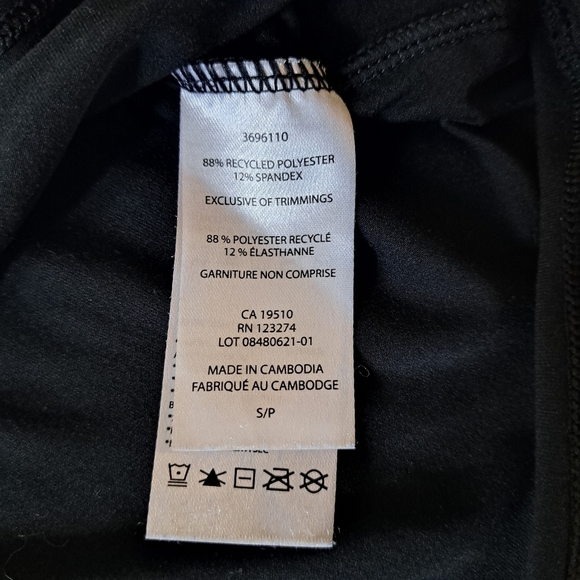 3696110
88% RECYCLED POLYESTER
12% SPANDEX
EXCLUSIVE OF TRIMMINGS
88 % POLYESTER RECYCLÉ
12 % ÉLASTHANNE
GARNITURE NON COMPRISE
CA 19510
RN 123274
LOT 08480621-01
MADE IN CAMBODIA
FABRIQUÉ AU CAMBODGE
S/P